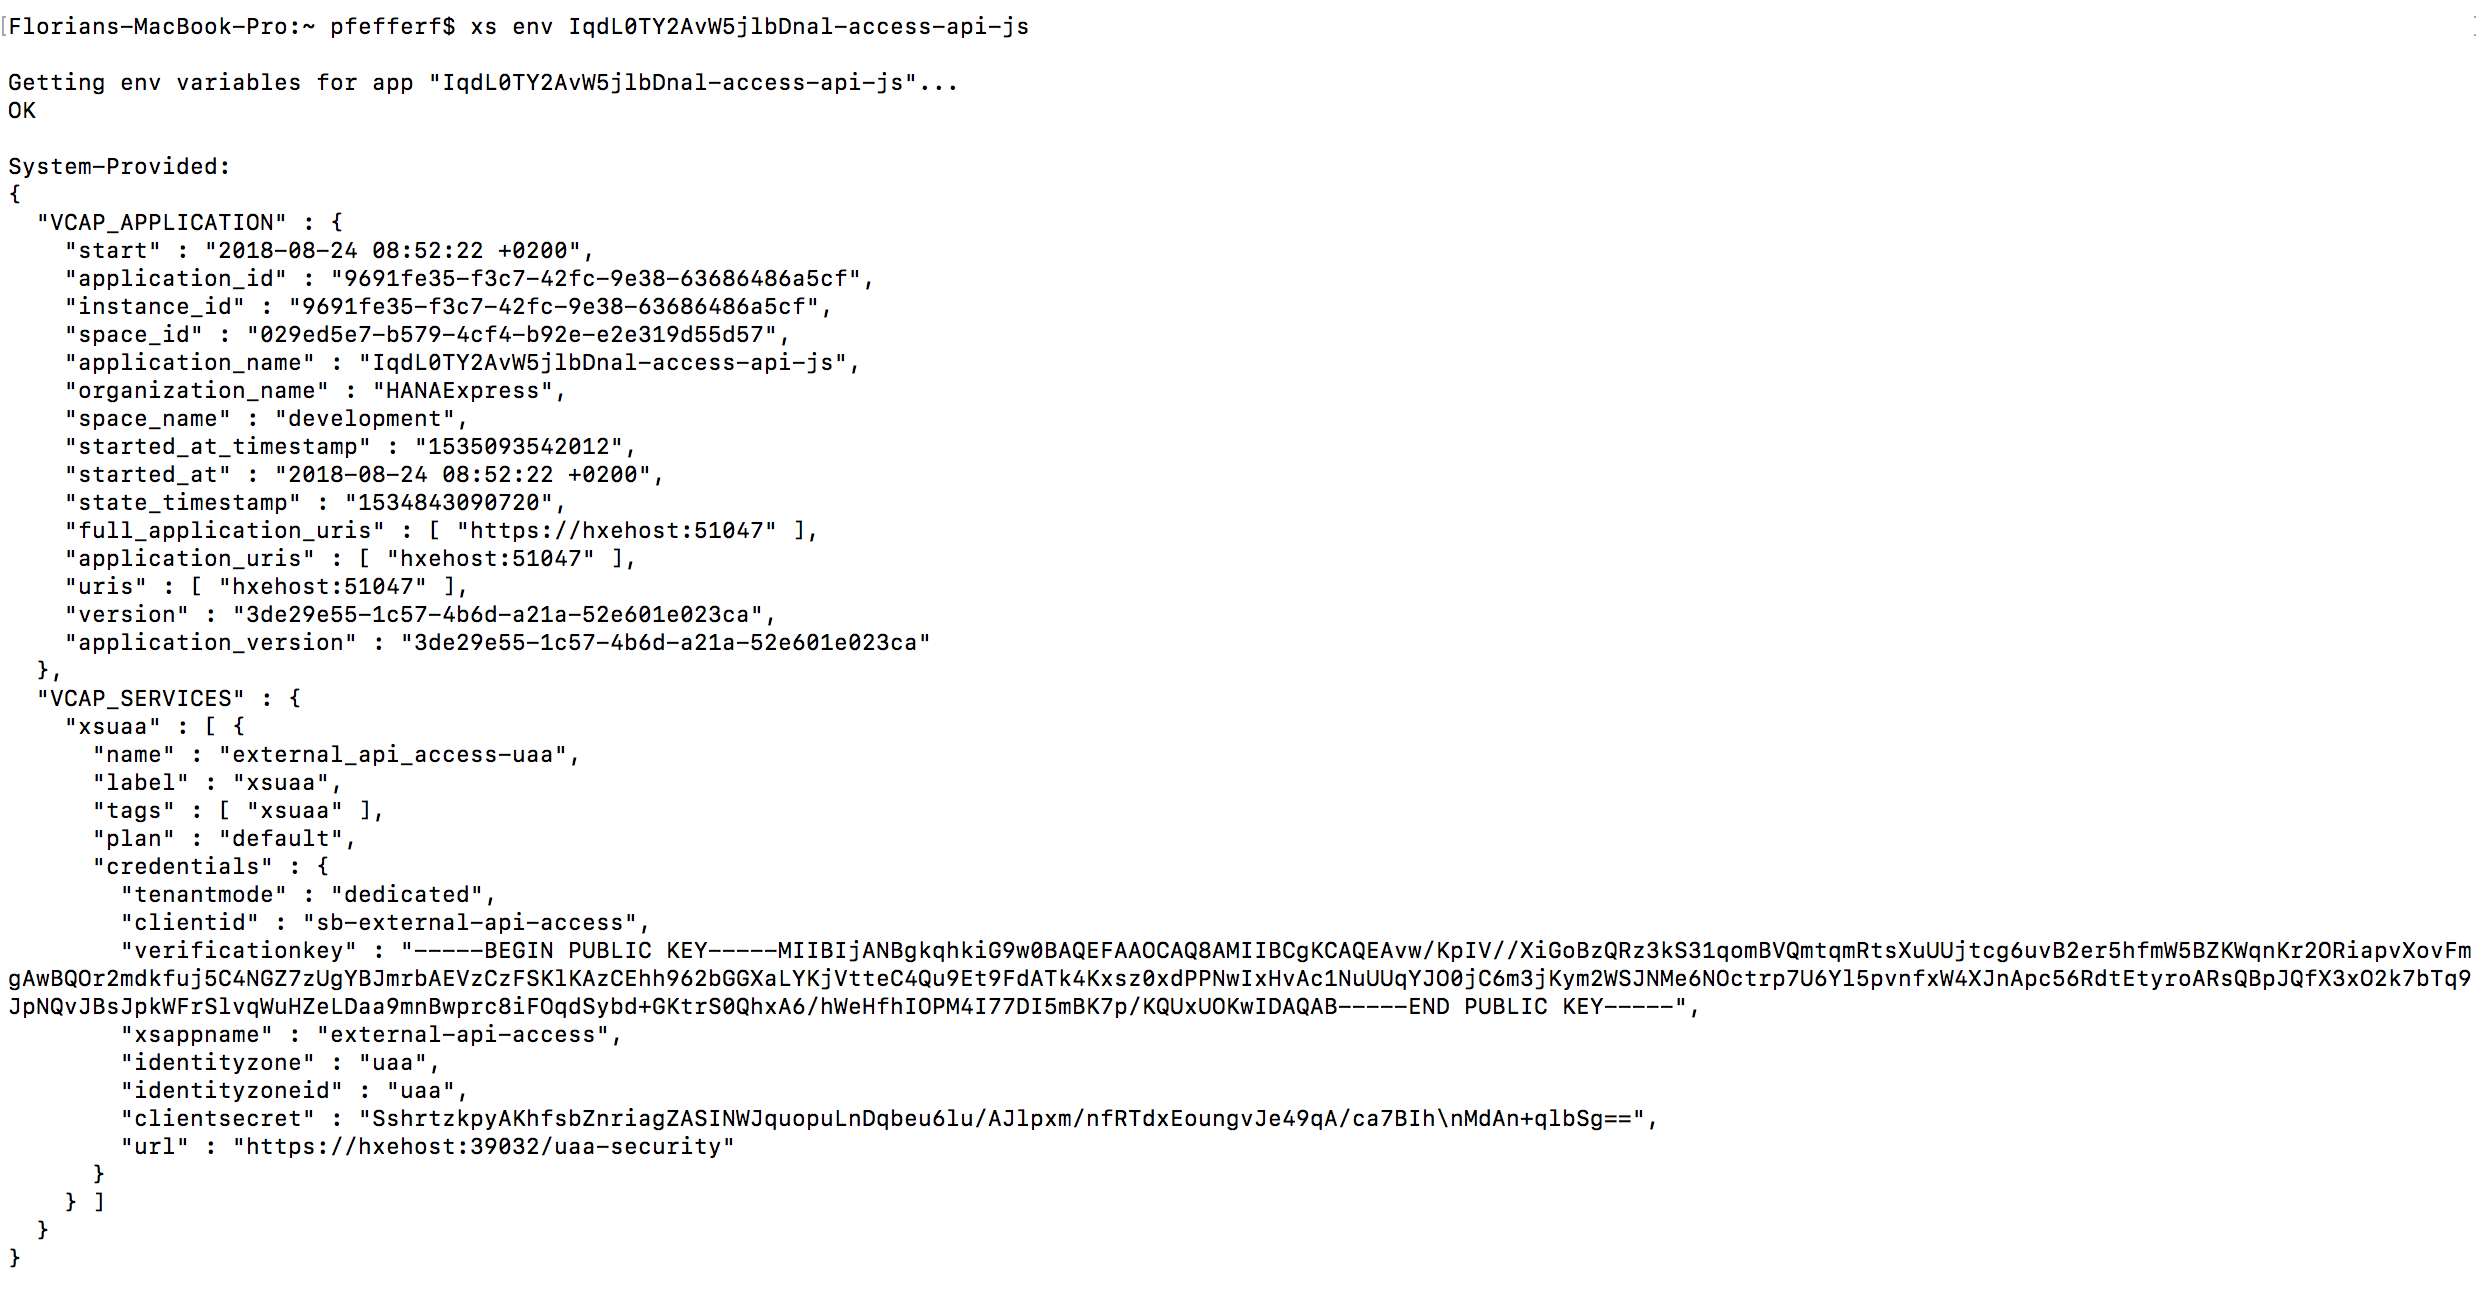 Florians-MacBook-Pro:~ pfefferf$ xs env IqdL0TY2AvW5jlbDnal-access-api-js
Getting env variables for app "IqdL0TY2AvW5jlbDnal-access-api-js"...
OK
System-Provided:
{
"VCAP_APPLICATION" : {
"start" : "2018-08-24 08:52:22 +0200",
"application_id" : "9691fe35-f3c7-42fc-9e38-63686486a5cf",
"instance_id" : "9691fe35-f3c7-42fc-9e38-63686486a5cf",
"space_id" : "029ed5e7-b579-4cf4-b92e-e2e319d55d57",
"application_name" : "IqdL0TY2AvW5jlbDnal-access-api-js",
"organization_name" : "HANAExpress",
"space_name" : "development",
"started_at_timestamp" : "1535093542012",
"started_at" : "2018-08-24 08:52:22 +0200",
"state_timestamp" : "1534843090720",
"full_application_uris" : [ "https://hxehost:51047" ],
"application_uris" : [ "hxehost:51047" ],
"uris" : [ "hxehost:51047" ],
"version" : "3de29e55-1c57-4b6d-a21a-52e601e023ca",
"application_version" : "3de29e55-1c57-4b6d-a21a-52e601e023ca"
},
"VCAP_SERVICES" : {
"xsuaa" : [ {
"name" : "external_api_access-uaa",
"label" : "xsuaa",
"tags" : [ "xsuaa" ],
"plan" : "default",
"credentials" : {
"tenantmode" : "dedicated",
"clientid" : "sb-external-api-access",
"verificationkey" : "-----BEGIN PUBLIC KEY-----MIIBIjANBgkqhkiG9w0BAQEFAAOCAQ8AMIIBCgKCAQEAvw/KpIV//XiGoBzQRz3kS31qomBVQmtqmRtsXuUUjtcg6uvB2er5hfmW5BZKWqnKr2ORiapvXovFm
gAwBQOr2mdkfuj5C4NGZ7zUgYBJmrbAEVzCzFSKlKAzCEhh962bGGXaLYKjVtteC4Qu9Et9FdATk4Kxsz0xdPPNwIxHvAc1NuUUqYJO0jC6m3jKym2WSJNMe6NOctrp7U6Yl5pvnfxW4XJnApc56RdtEtyroARsQBpJQfX3xO2k7bTq9
JpNQvJBsJpkWFrSlvqWuHZeLDaa9mnBwprc8iFOqdSybd+GKtrS0QhxA6/hWeHfhIOPM4I77DI5mBK7p/KQUxUOKwIDAQAB-----END PUBLIC KEY-----",
"xsappname" : "external-api-access",
"identityzone" : "uaa",
"identityzoneid" : "uaa",
"clientsecret" : "SshrtzkpyAKhfsbZnriagZASINWJquopuLnDqbeu6lu/AJlpxm/nfRTdxEoungvJe49qA/ca7BIh\nMdAn+qlbSg==",
"url" : "https://hxehost:39032/uaa-security"
}
} ]
}
}